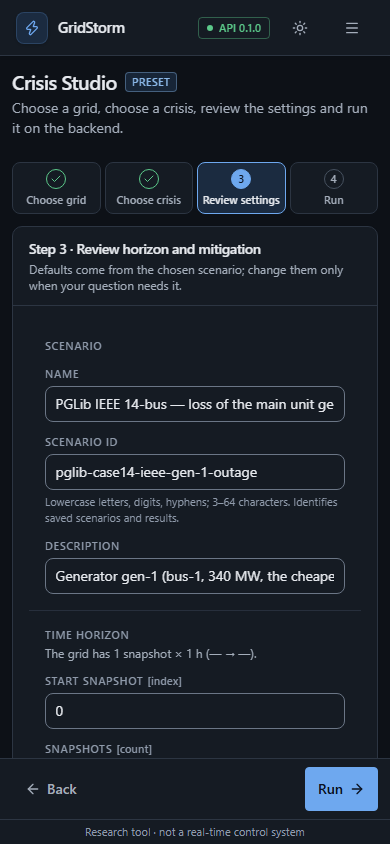 GridStorm
API 0.1.0
Crisis Studio
PRESET
Choose a grid, choose a crisis, review the settings and run
it on the backend.
Choose grid
Choose crisis
3
Review settings
4
Run
Step 3 · Review horizon and mitigation
Defaults come from the chosen scenario; change them only
when your question needs it.
SCENARIO
NAME
PGLib IEEE 14-bus — loss of the main unit ge
SCENARIO ID
pglib-case14-ieee-gen-1-outage
Lowercase letters, digits, hyphens; 3–64 characters. Identifies
saved scenarios and results.
DESCRIPTION
Generator gen-1 (bus-1, 340 MW, the cheape
TIME HORIZON
The grid has 1 snapshot × 1 h (— → —).
START SNAPSHOT [index]
0
SNAPSHOTS [count]
← Back
Run →
Research tool · not a real-time control system